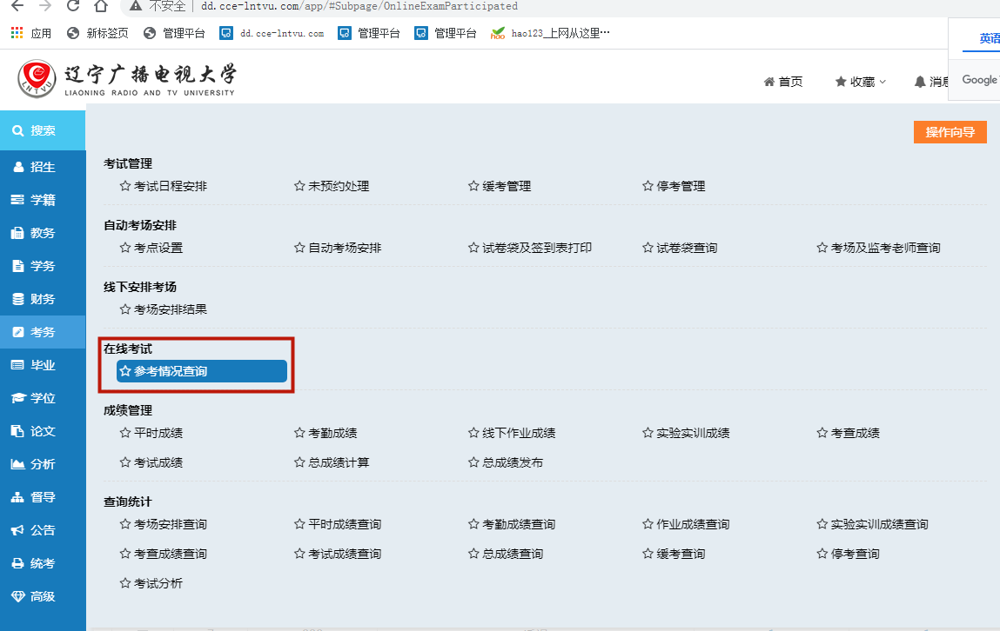 不安全 dd.cce-lntvu.com/app/#Subpage/OnlineExamParticipated
应用 新标签页 管理平台 dd.cce-lntvu.com 管理平台 管理平台 hao123_上网从这里…
英语
Google
辽宁广播电视大学
LIAONING RADIO AND TV UNIVERSITY
首页 收藏 消息
搜索
招生
学籍
教务
学务
财务
考务
毕业
学位
论文
分析
督导
公告
统考
高级
操作向导
考试管理
考试日程安排 未预约处理 缓考管理 停考管理
自动考场安排
考点设置 自动考场安排 试卷袋及签到表打印 试卷袋查询 考场及监考老师查询
线下安排考场
考场安排结果
在线考试
参考情况查询
成绩管理
平时成绩 考勤成绩 线下作业成绩 实验实训成绩 考查成绩
考试成绩 总成绩计算 总成绩发布
查询统计
考场安排查询 平时成绩查询 考勤成绩查询 作业成绩查询 实验实训成绩查询
考查成绩查询 考试成绩查询 总成绩查询 缓考查询 停考查询
考试分析